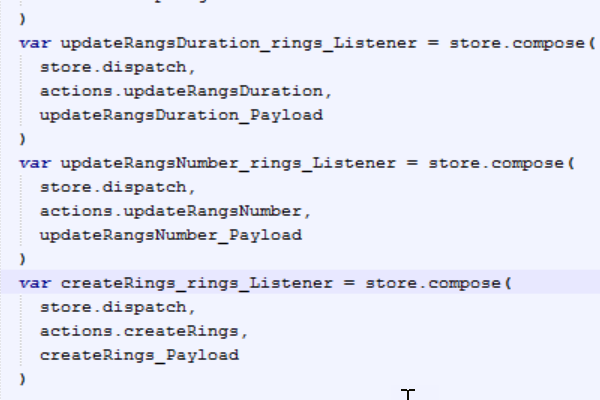 )
var updateRangsDuration_rings_Listener = store.compose(
store.dispatch,
actions.updateRangsDuration,
updateRangsDuration_Payload
)
var updateRangsNumber_rings_Listener = store.compose(
store.dispatch,
actions.updateRangsNumber,
updateRangsNumber_Payload
)
var createRings_rings_Listener = store.compose(
store.dispatch,
actions.createRings,
createRings_Payload
)